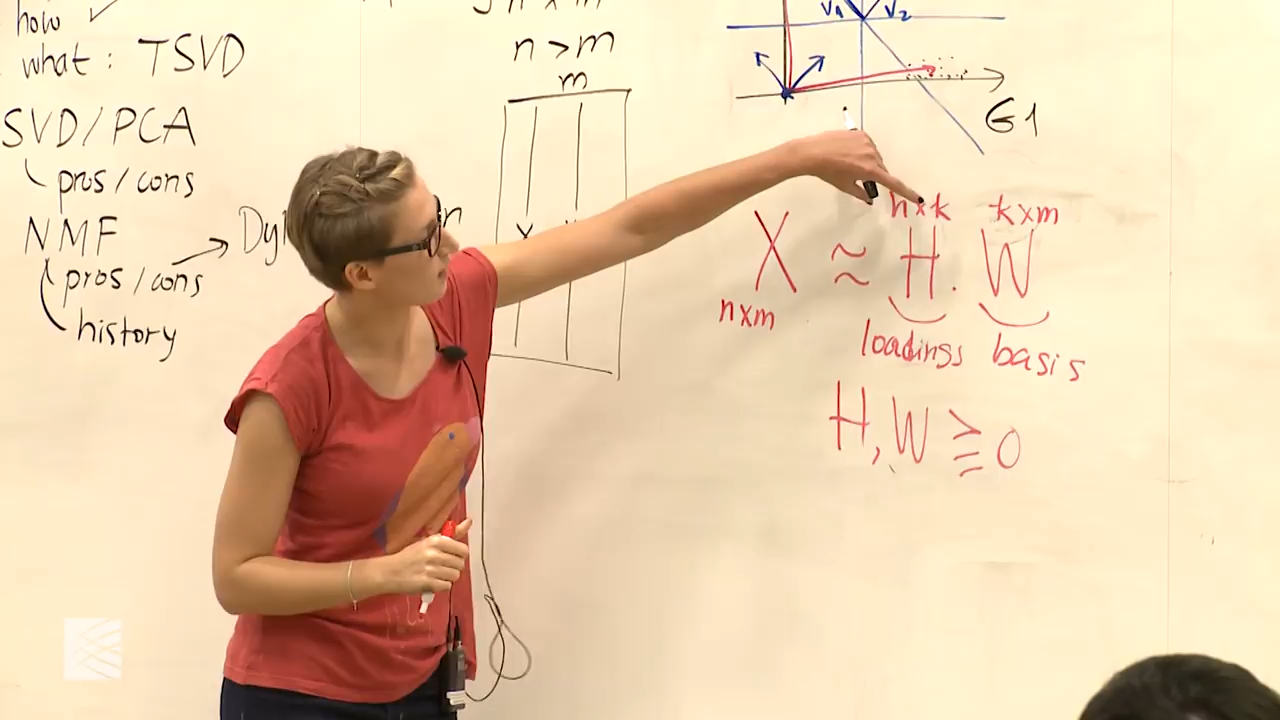 how ✓
what: TSVD
SVD/PCA
pros/cons
NMF
pros/cons
history
n>m
m
V1 V2
G1
n×k k×m
X ≈ H · W
n×m
loadings basis
H, W ≧ 0